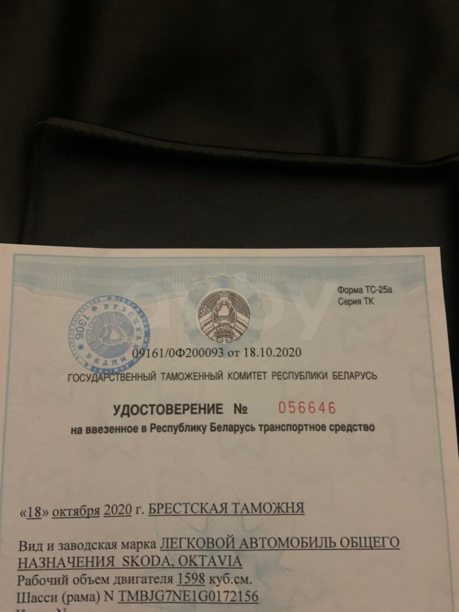 Форма ТС-25а
Серия ТК
av.by
09161/0Ф200093 от 18.10.2020
ГОСУДАРСТВЕННЫЙ ТАМОЖЕННЫЙ КОМИТЕТ РЕСПУБЛИКИ БЕЛАРУСЬ
УДОСТОВЕРЕНИЕ № 056646
на ввезенное в Республику Беларусь транспортное средство
«18» октября 2020 г. БРЕСТСКАЯ ТАМОЖНЯ
Вид и заводская марка ЛЕГКОВОЙ АВТОМОБИЛЬ ОБЩЕГО
НАЗНАЧЕНИЯ SKODA, OKTAVIA
Рабочий объем двигателя 1598 куб.см.
Шасси (рама) N TMBJG7NE1G0172156